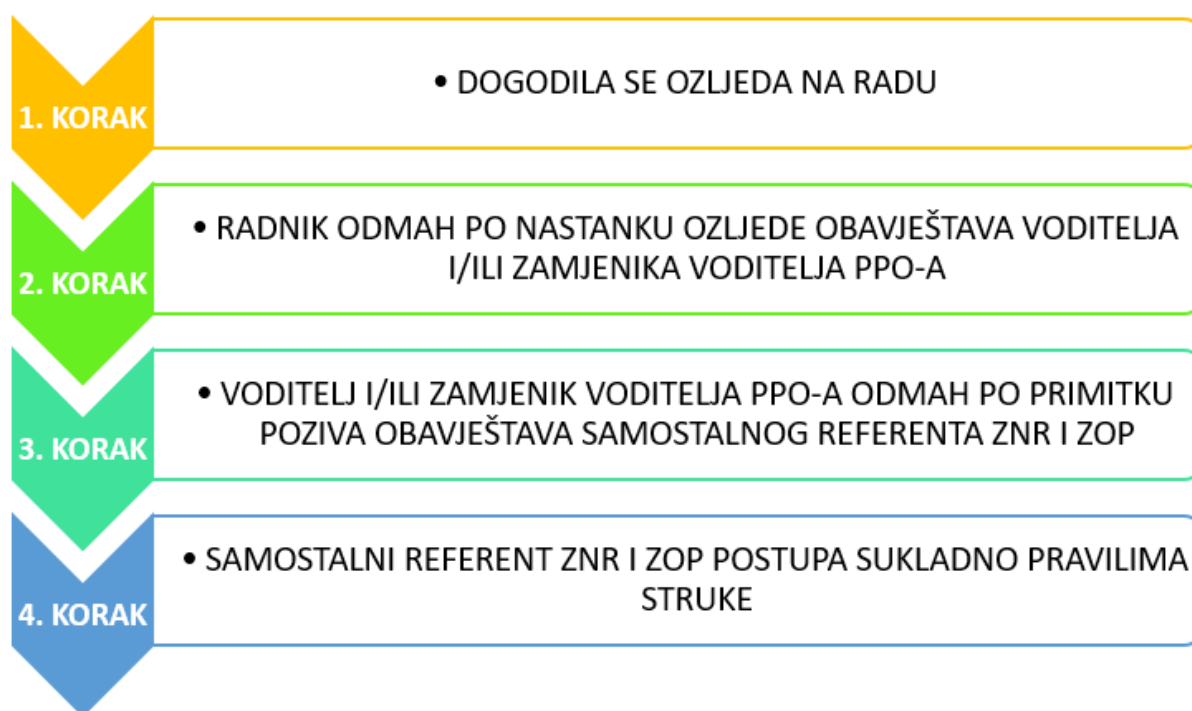 1. KORAK
• DOGODILA SE OZLJEDA NA RADU
2. KORAK
• RADNIK ODMAH PO NASTANKU OZLJEDE OBAVJEŠTAVA VODITELJA
I/ILI ZAMJENIKA VODITELJA PPO-A
3. KORAK
• VODITELJ I/ILI ZAMJENIK VODITELJA PPO-A ODMAH PO PRIMITKU
POZIVA OBAVJEŠTAVA SAMOSTALNOG REFERENTA ZNR I ZOP
4. KORAK
• SAMOSTALNI REFERENT ZNR I ZOP POSTUPA SUKLADNO PRAVILIMA
STRUKE